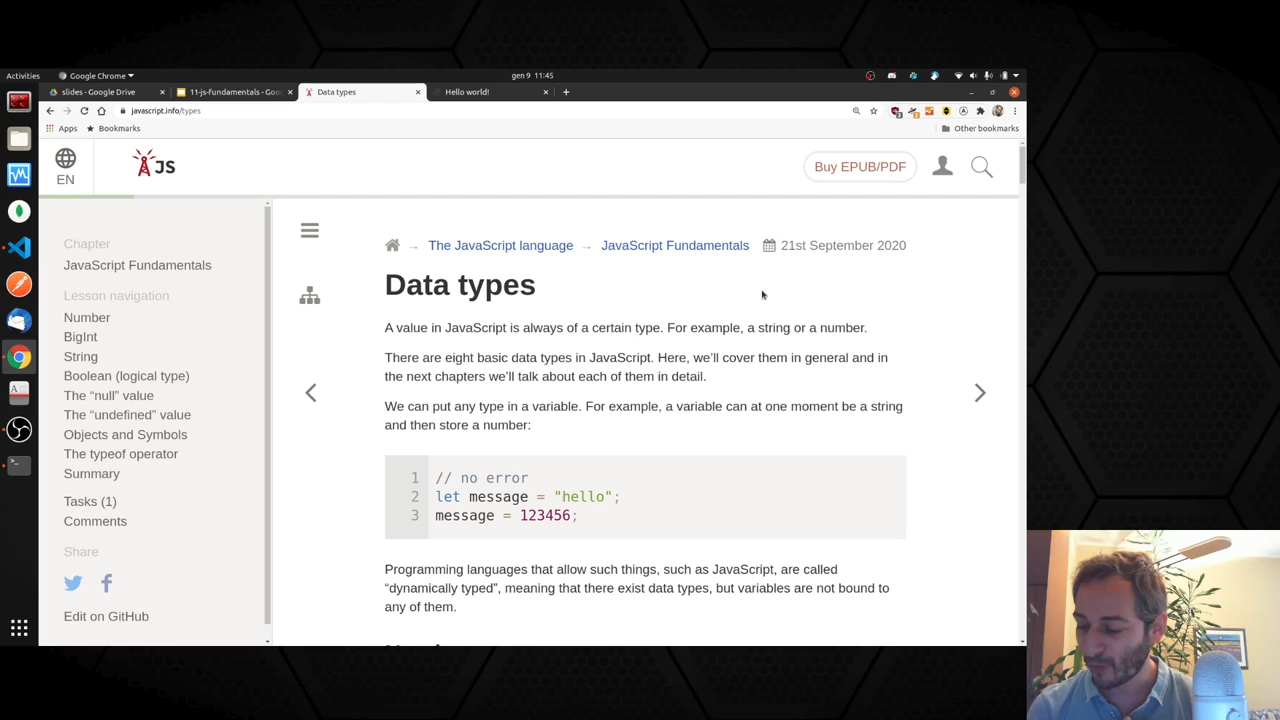 Activities
Google Chrome
gen 9 11:45
slides - Google Drive
11-js-fundamentals - Goo
Data types
Hello world!
javascript.info/types
Apps
Bookmarks
Other bookmarks
EN
JS
Buy EPUB/PDF
Chapter
JavaScript Fundamentals
Lesson navigation
Number
BigInt
String
Boolean (logical type)
The “null” value
The “undefined” value
Objects and Symbols
The typeof operator
Summary
Tasks (1)
Comments
Share
Edit on GitHub
The JavaScript language → JavaScript Fundamentals 21st September 2020
Data types
A value in JavaScript is always of a certain type. For example, a string or a number.
There are eight basic data types in JavaScript. Here, we’ll cover them in general and in
the next chapters we’ll talk about each of them in detail.
We can put any type in a variable. For example, a variable can at one moment be a string
and then store a number:
1 // no error
2 let message = "hello";
3 message = 123456;
Programming languages that allow such things, such as JavaScript, are called
“dynamically typed”, meaning that there exist data types, but variables are not bound to
any of them.